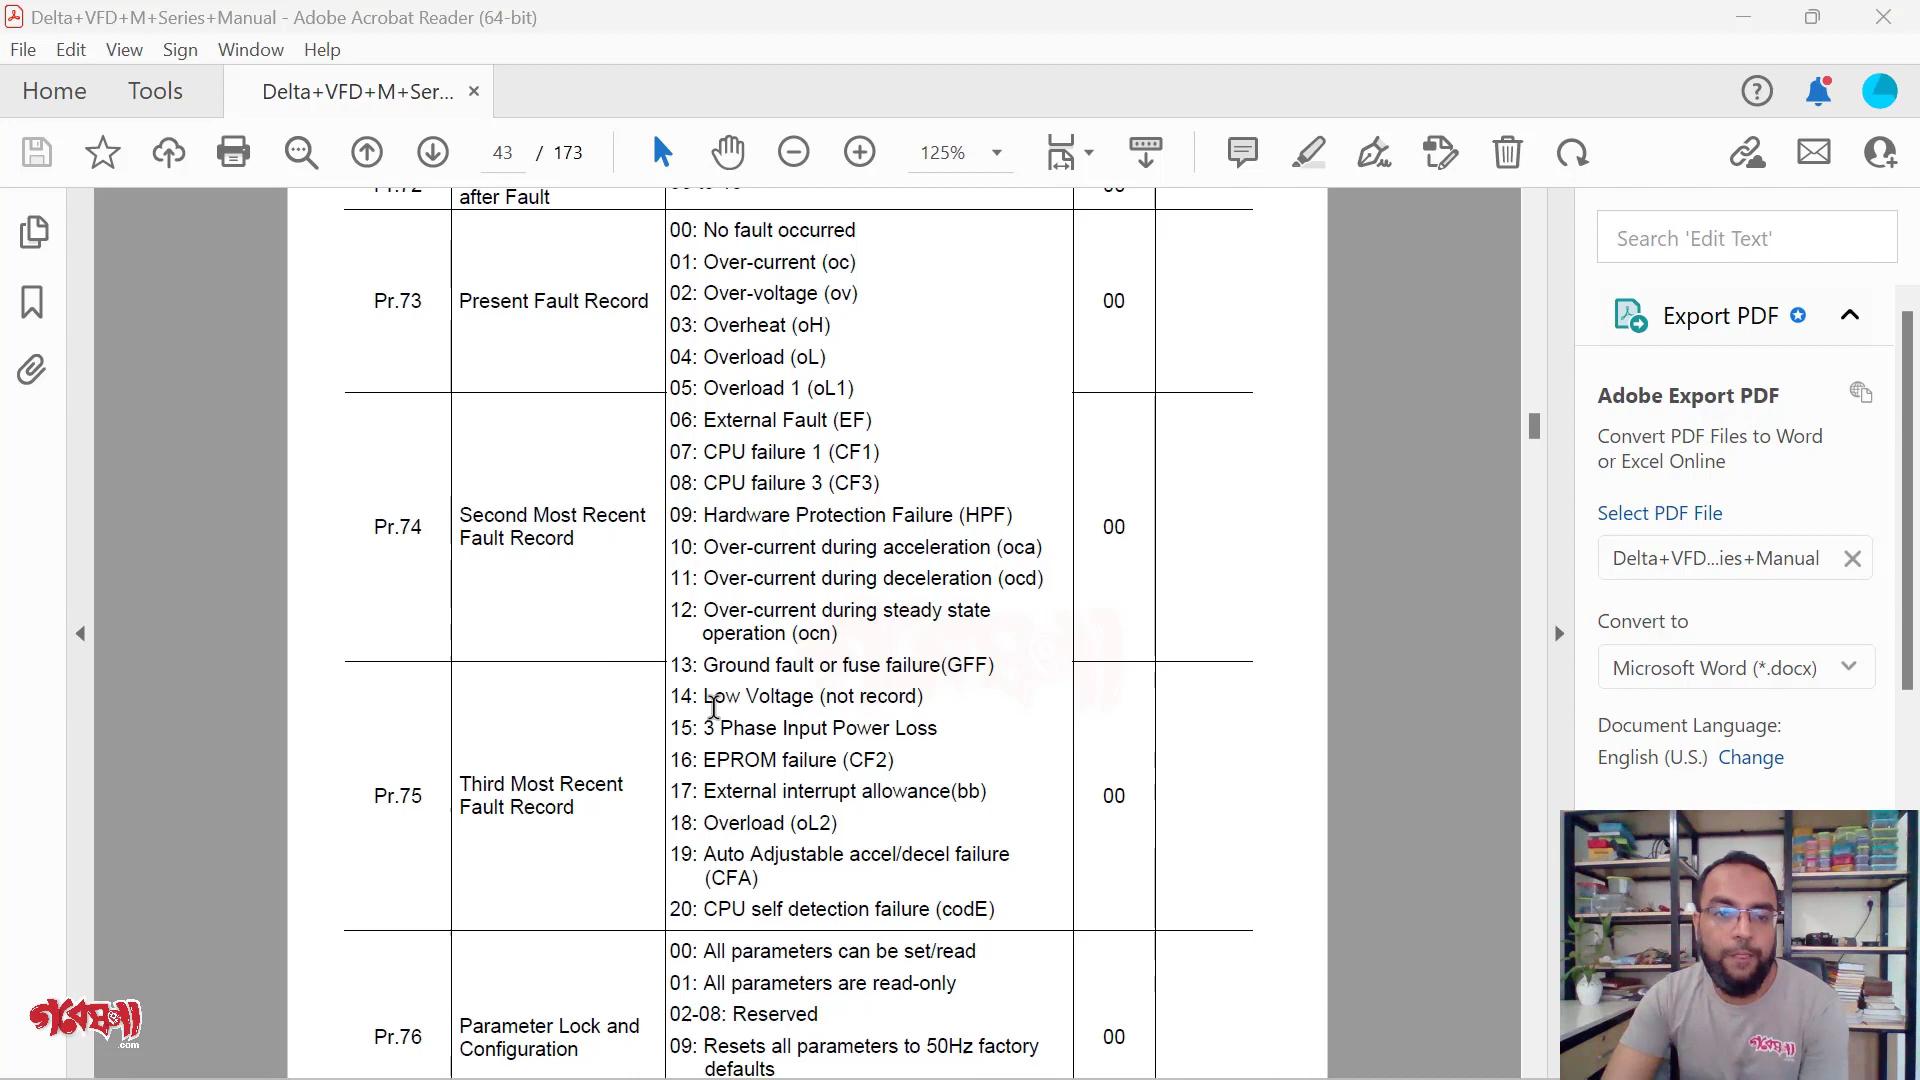 Delta+VFD+M+Series+Manual - Adobe Acrobat Reader (64-bit)
File Edit View Sign Window Help
Home Tools Delta+VFD+M+Ser... ×
43 / 173 125%
after Fault
Pr.73 Present Fault Record 00
00: No fault occurred
01: Over-current (oc)
02: Over-voltage (ov)
03: Overheat (oH)
04: Overload (oL)
05: Overload 1 (oL1)
06: External Fault (EF)
07: CPU failure 1 (CF1)
08: CPU failure 3 (CF3)
Pr.74 Second Most Recent 00
Fault Record
09: Hardware Protection Failure (HPF)
10: Over-current during acceleration (oca)
11: Over-current during deceleration (ocd)
12: Over-current during steady state
operation (ocn)
13: Ground fault or fuse failure(GFF)
14: Low Voltage (not record)
15: 3 Phase Input Power Loss
Pr.75 Third Most Recent 00
Fault Record
16: EPROM failure (CF2)
17: External interrupt allowance(bb)
18: Overload (oL2)
19: Auto Adjustable accel/decel failure
(CFA)
20: CPU self detection failure (codE)
Pr.76 Parameter Lock and 00
Configuration
00: All parameters can be set/read
01: All parameters are read-only
02-08: Reserved
09: Resets all parameters to 50Hz factory
defaults
Search 'Edit Text'
Export PDF
Adobe Export PDF
Convert PDF Files to Word
or Excel Online
Select PDF File
Delta+VFD...ies+Manual
Convert to
Microsoft Word (*.docx)
Document Language:
English (U.S.) Change
গবেষণা
.com
গবেষণা